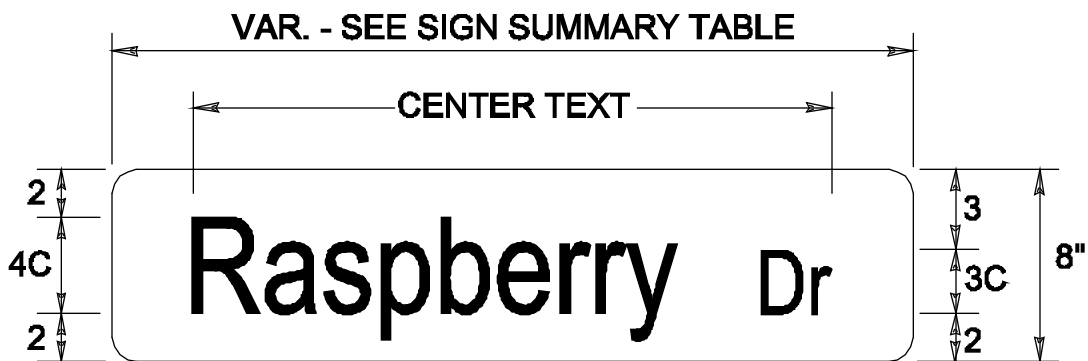 VAR. - SEE SIGN SUMMARY TABLE
CENTER TEXT
2
4C
2
Raspberry Dr
3
3C
2
8"